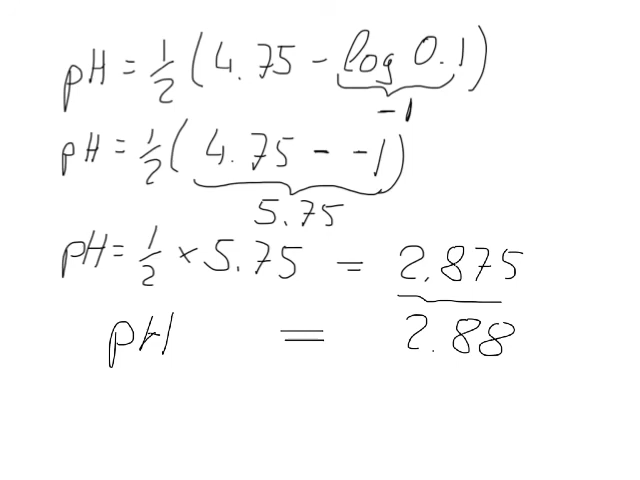 pH = 1/2 (4.75 - log 0.1)
-1
pH = 1/2 (4.75 - -1)
5.75
pH = 1/2 × 5.75 = 2.875
pH = 2.88